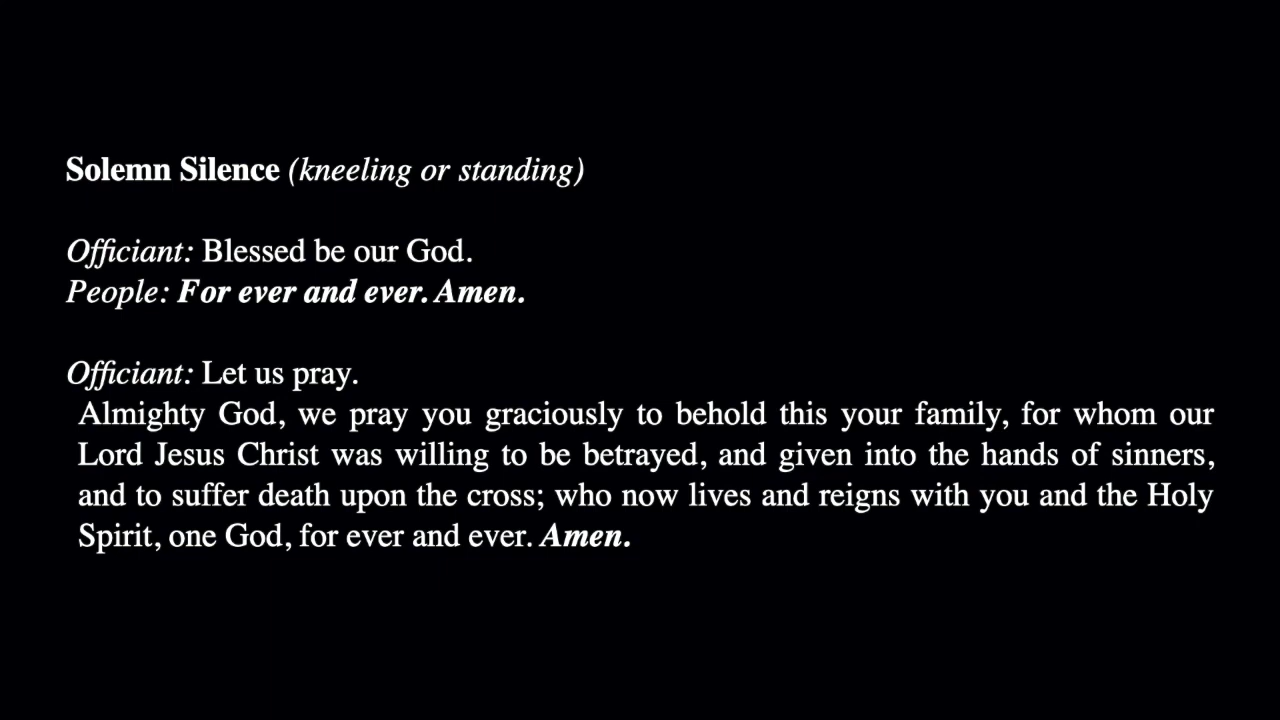 Solemn Silence (kneeling or standing)
Officiant: Blessed be our God.
People: For ever and ever. Amen.
Officiant: Let us pray.
Almighty God, we pray you graciously to behold this your family, for whom our
Lord Jesus Christ was willing to be betrayed, and given into the hands of sinners,
and to suffer death upon the cross; who now lives and reigns with you and the Holy
Spirit, one God, for ever and ever. Amen.